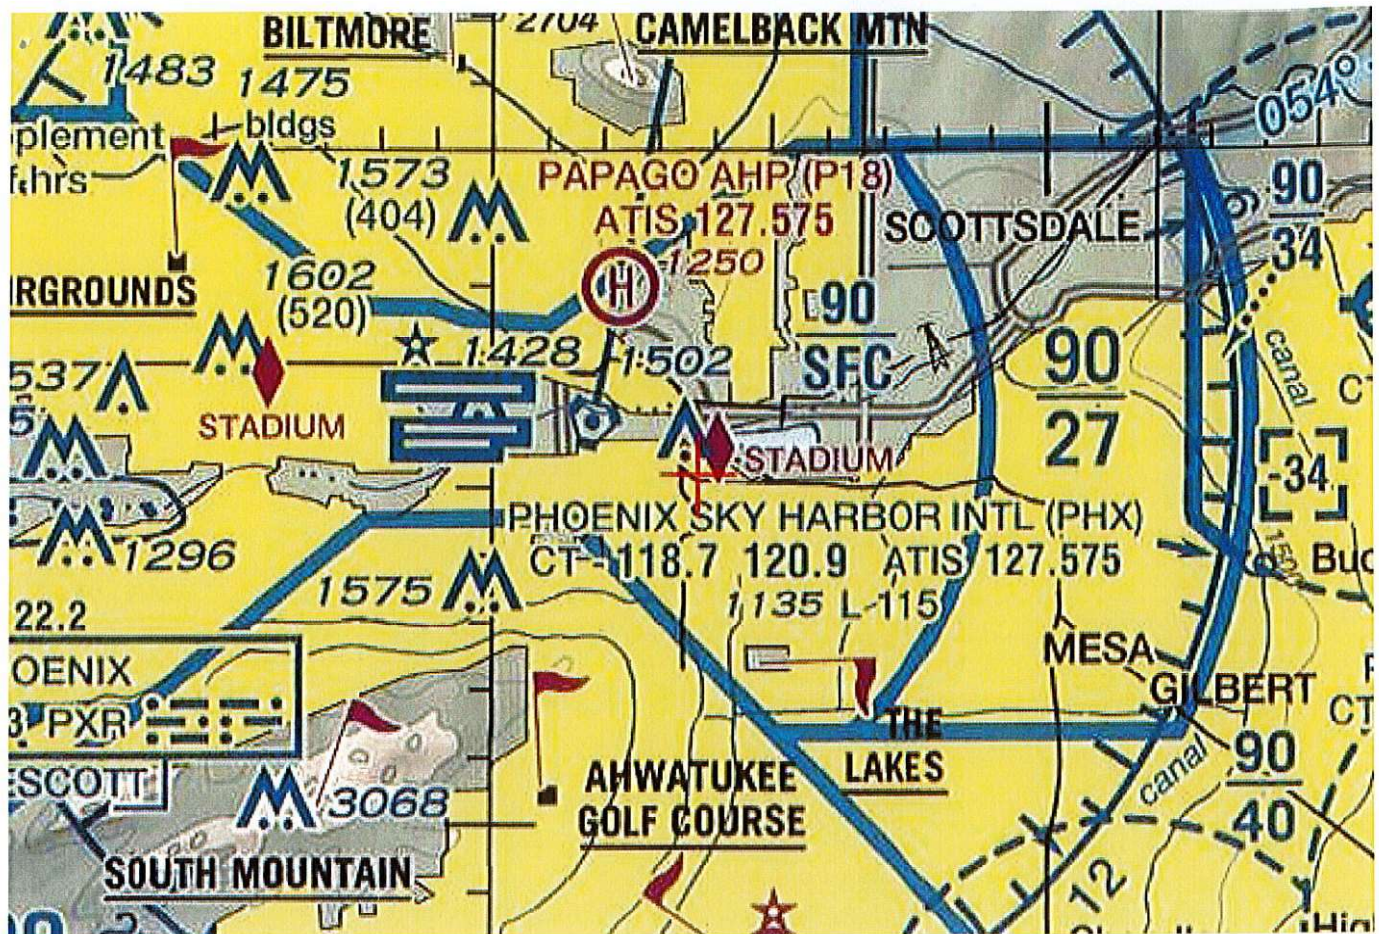 BILTMORE
2704
CAMELBACK MTN
1483
1475
bldgs
plement
hrs
054°
1573
(404)
PAPAGO AHP (P18)
ATIS 127.575
1250
SCOTTSDALE
90
34
RGROUNDS
1602
(520)
H
90
SFC
537
1428
1502
90
27
canal
STADIUM
5
STADIUM
-34
1296
PHOENIX SKY HARBOR INTL (PHX)
CT - 118.7 120.9 ATIS 127.575
1575
1135 L 115
22.2
OENIX
PXR
MESA
GILBERT
CT
ESCOTT
3068
THE
LAKES
AHWATUKEE
GOLF COURSE
canal
90
40
SOUTH MOUNTAIN
12